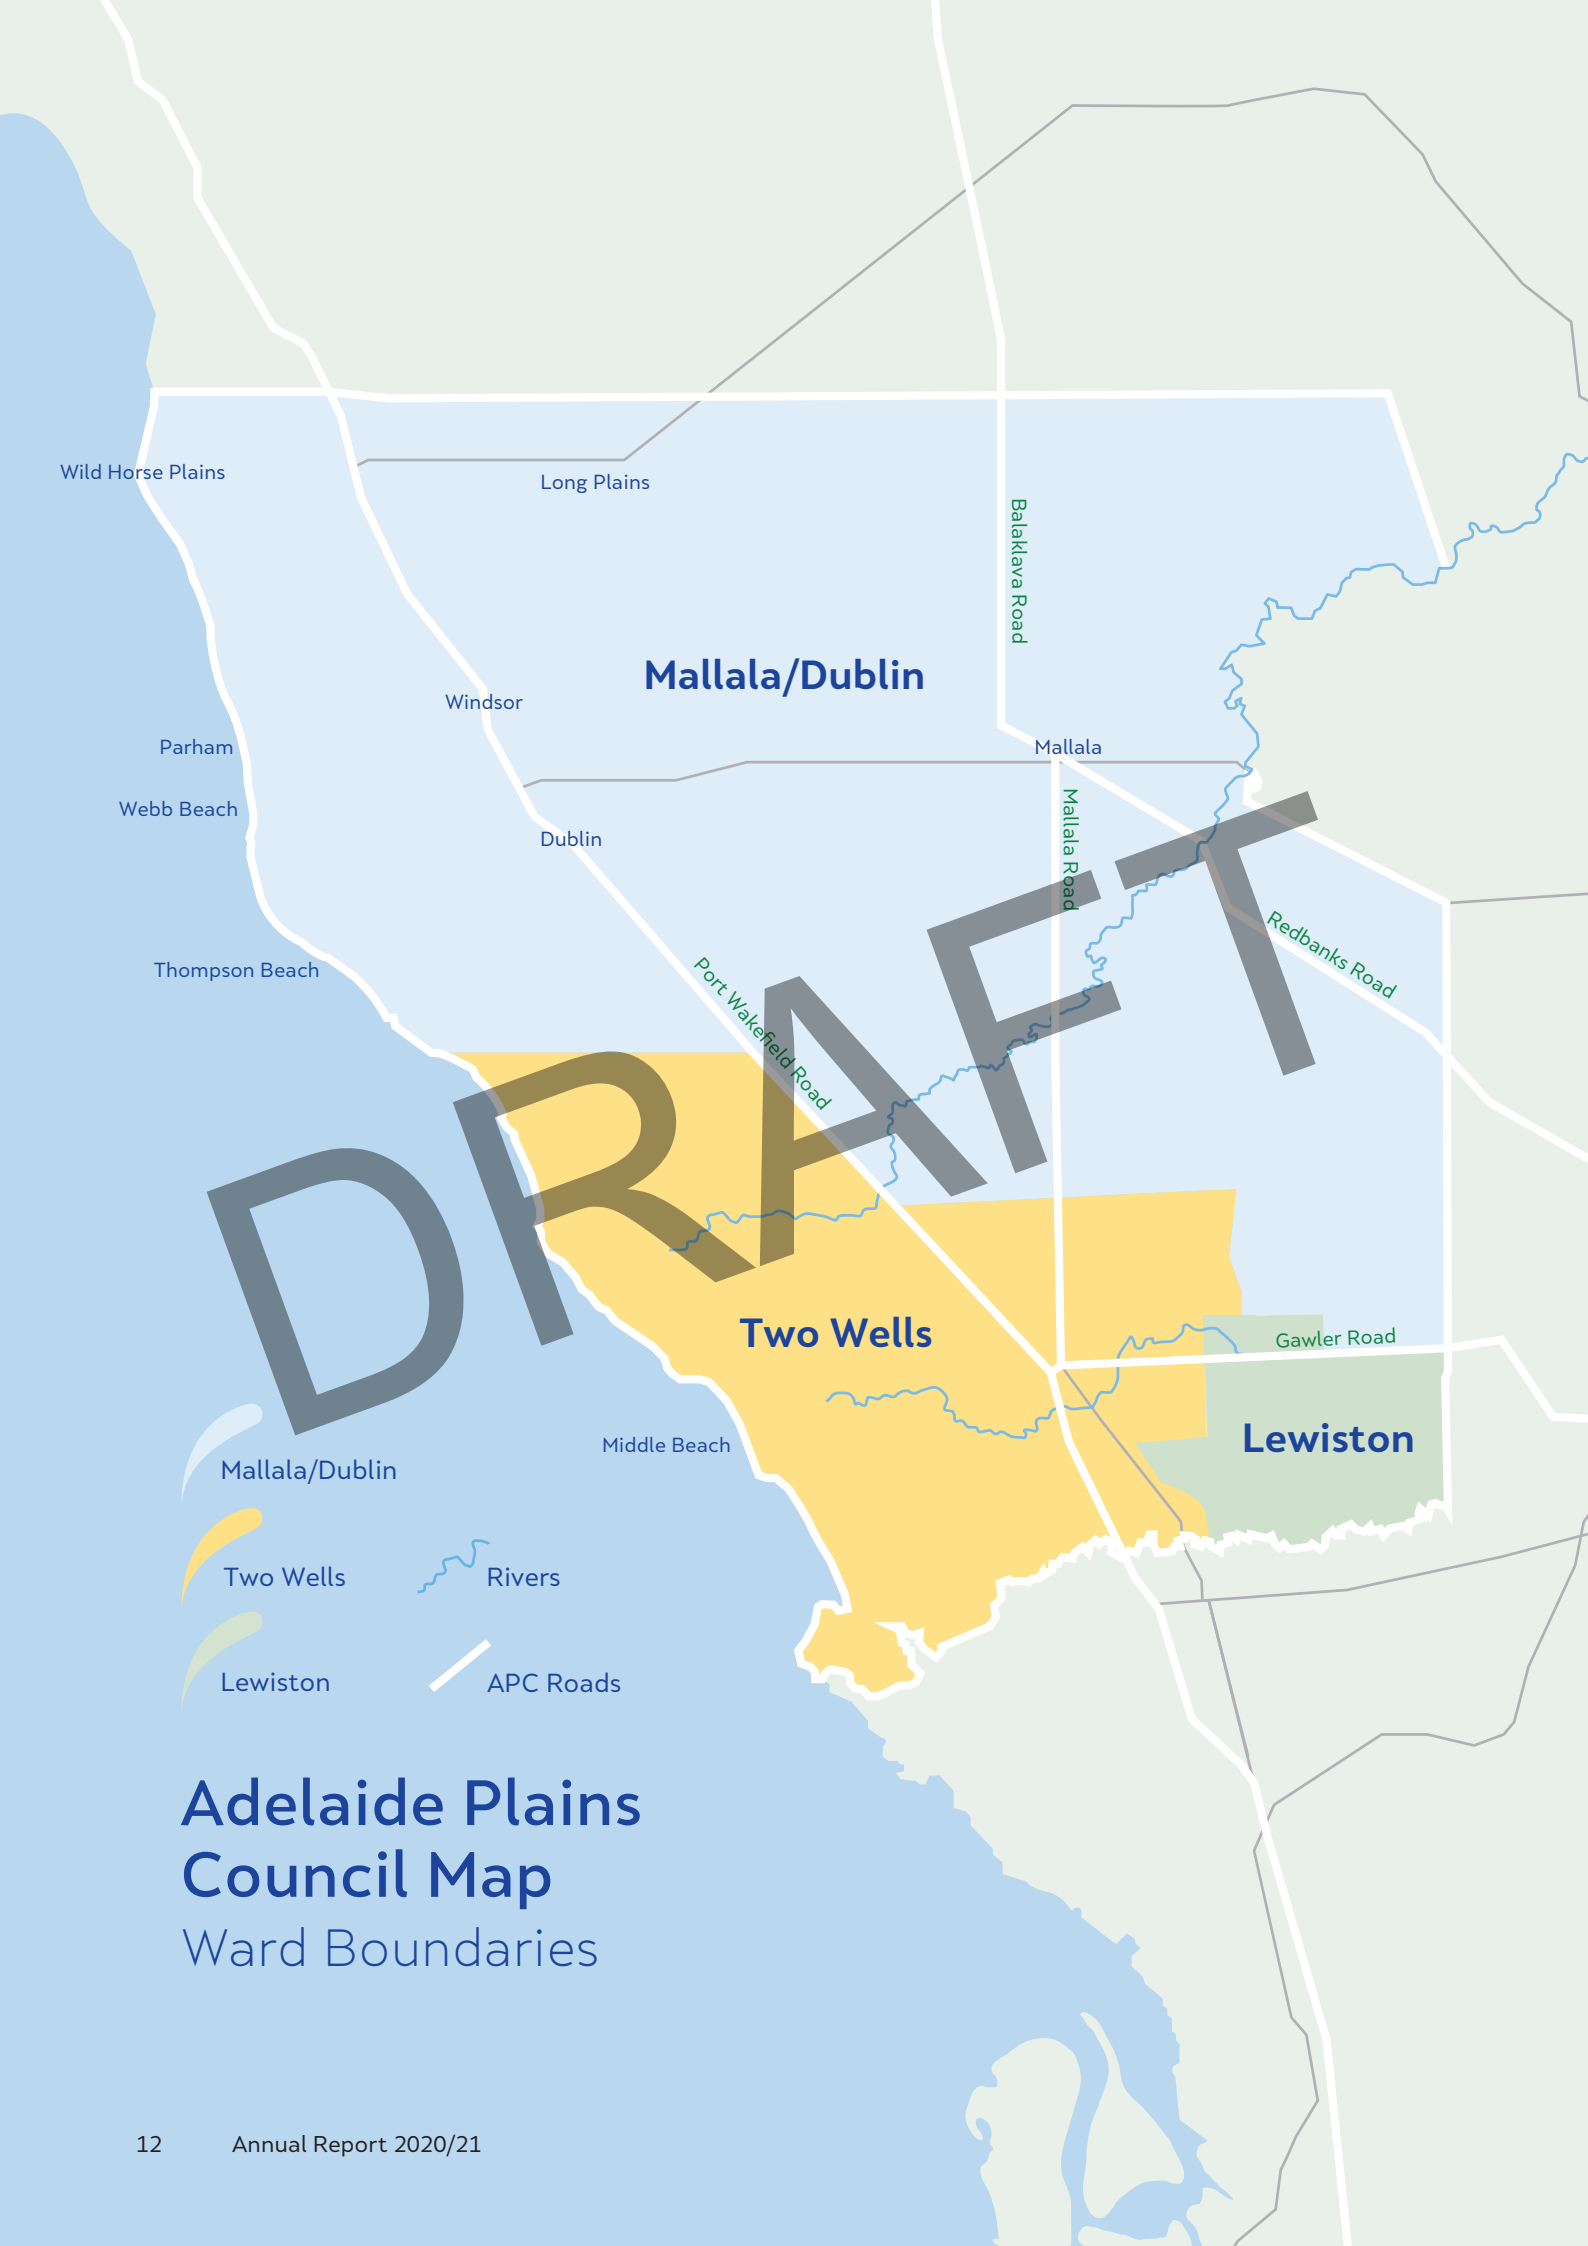 Wild Horse Plains
Long Plains
Balaklava Road
Mallala/Dublin
Windsor
Parham
Mallala
Webb Beach
Mallala Road
Dublin
Redbanks Road
Port Wakefield Road
Thompson Beach
DRAFT
Two Wells
Gawler Road
Lewiston
Middle Beach
Mallala/Dublin
Two Wells
Rivers
Lewiston
APC Roads
Adelaide Plains
Council Map
Ward Boundaries
12 Annual Report 2020/21